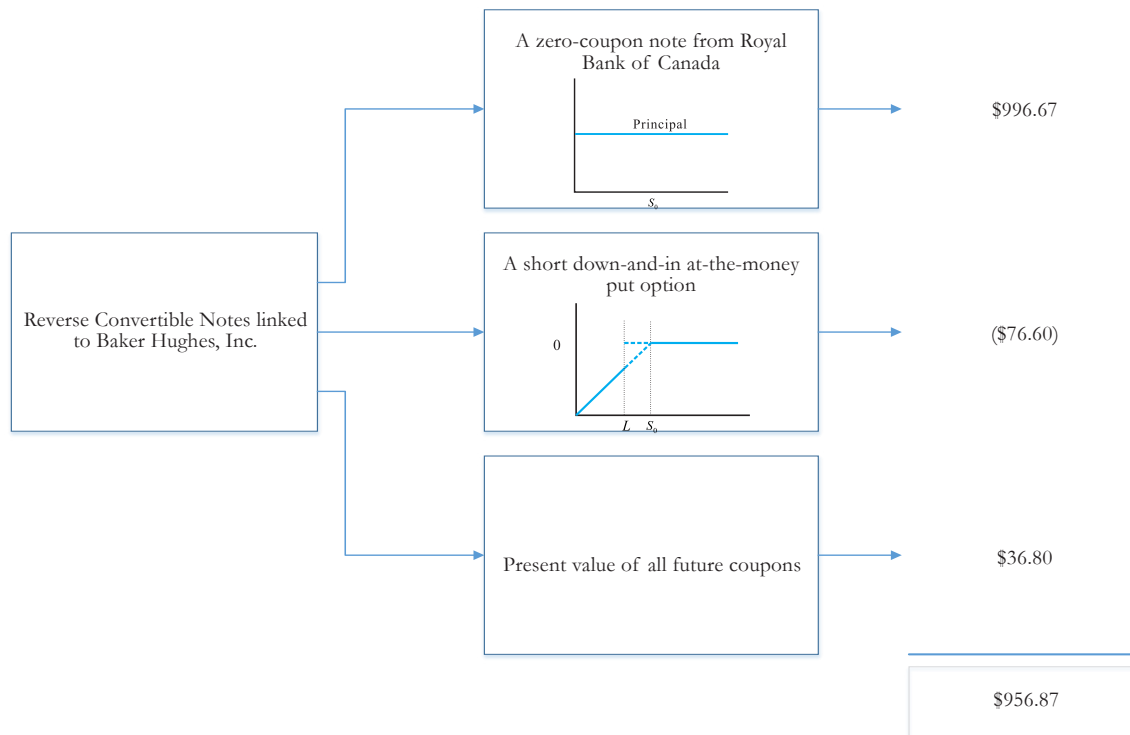 A zero-coupon note from Royal
Bank of Canada
Principal
S₀
$996.67
Reverse Convertible Notes linked
to Baker Hughes, Inc.
A short down-and-in at-the-money
put option
0
L S₀
($76.60)
Present value of all future coupons
$36.80
$956.87